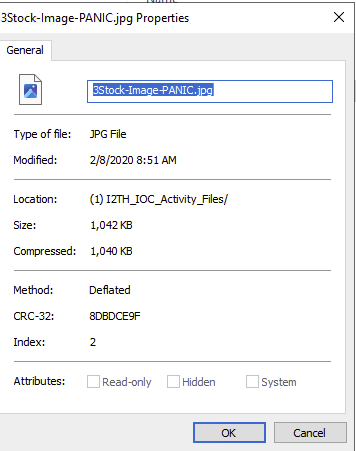 3Stock-Image-PANIC.jpg Properties
General
3Stock-Image-PANIC.jpg
Type of file: JPG File
Modified: 2/8/2020 8:51 AM
Location: (1) I2TH_IOC_Activity_Files/
Size: 1,042 KB
Compressed: 1,040 KB
Method: Deflated
CRC-32: 8DBDCE9F
Index: 2
Attributes: Read-only Hidden System
OK Cancel